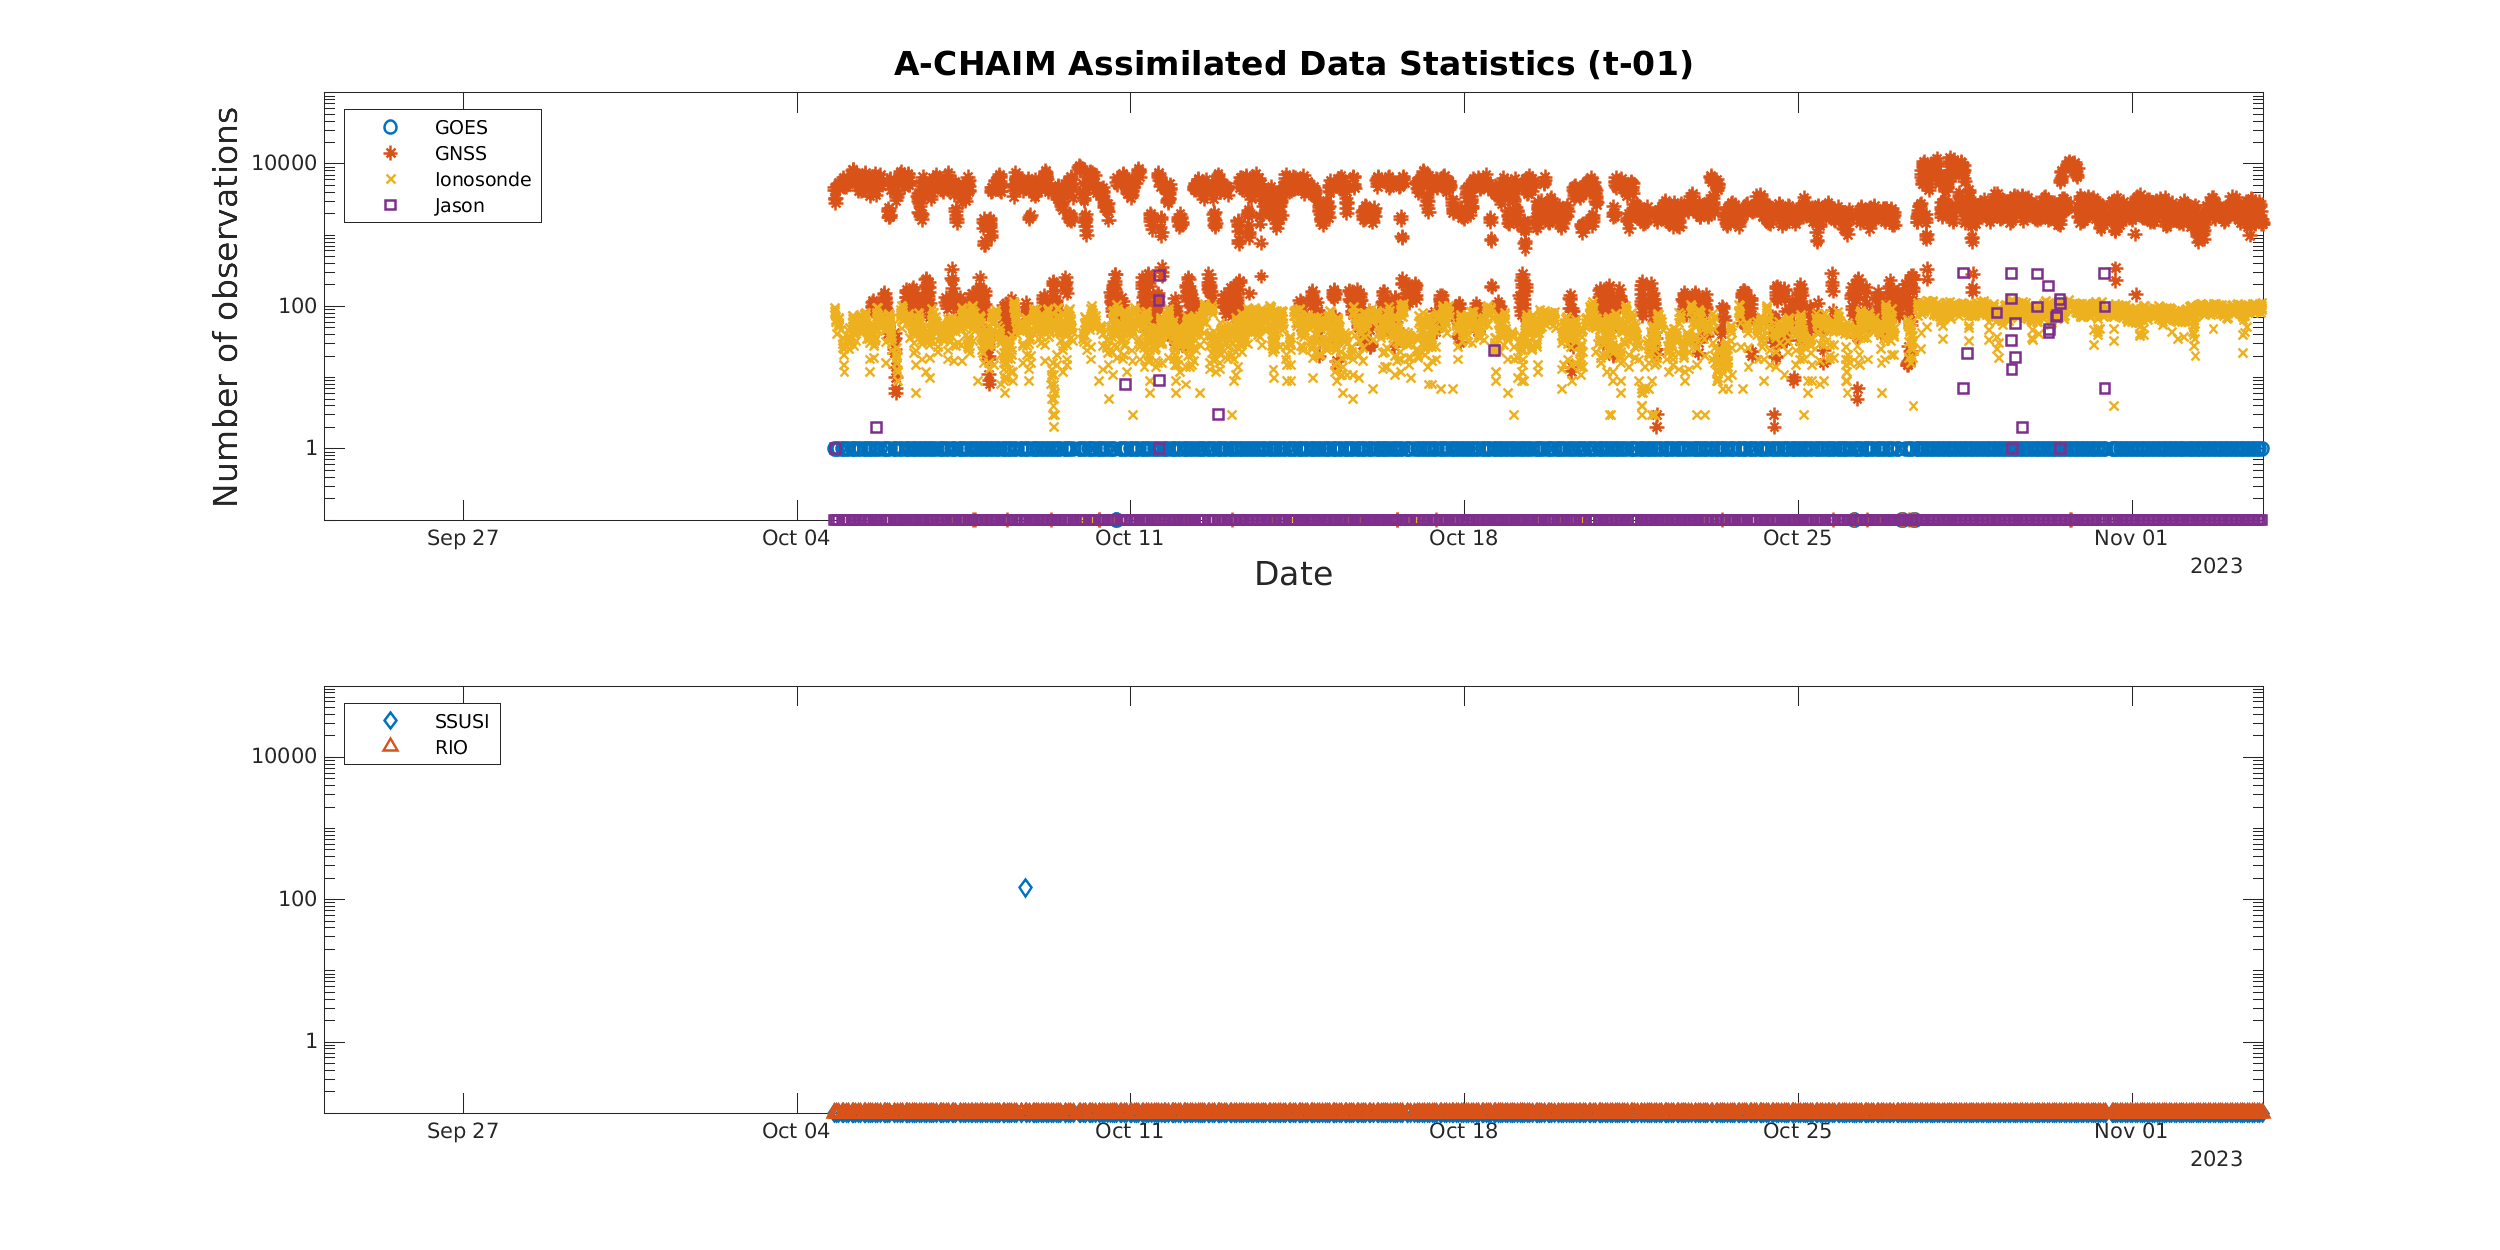 A-CHAIM Assimilated Data Statistics (t-01)
GOES
GNSS
Ionosonde
Jason
10000
100
1
Number of observations
Sep 27
Oct 04
Oct 11
Oct 18
Oct 25
Nov 01
2023
Date
SSUSI
RIO
10000
100
1
Sep 27
Oct 04
Oct 11
Oct 18
Oct 25
Nov 01
2023